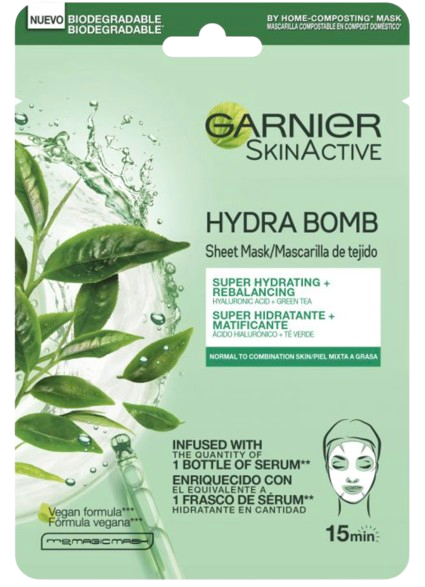 NUEVO
BIODEGRADABLE
BIODEGRADABLE*
BY HOME-COMPOSTING* MASK
MASCARILLA COMPOSTABLE EN COMPOST DOMÉSTICO*
GARNIER
SKINACTIVE
HYDRA BOMB
Sheet Mask/Mascarilla de tejido
SUPER HYDRATING +
REBALANCING
HYALURONIC ACID + GREEN TEA
SUPER HIDRATANTE +
MATIFICANTE
ÁCIDO HIALURÓNICO + TÉ VERDE
NORMAL TO COMBINATION SKIN/PIEL MIXTA A GRASA
INFUSED WITH
THE QUANTITY OF
1 BOTTLE OF SERUM**
ENRIQUECIDO CON
EL EQUIVALENTE A
1 FRASCO DE SÉRUM**
HIDRATANTE EN CANTIDAD
Vegan formula***
Fórmula vegana***
MAGIC MASK
15min